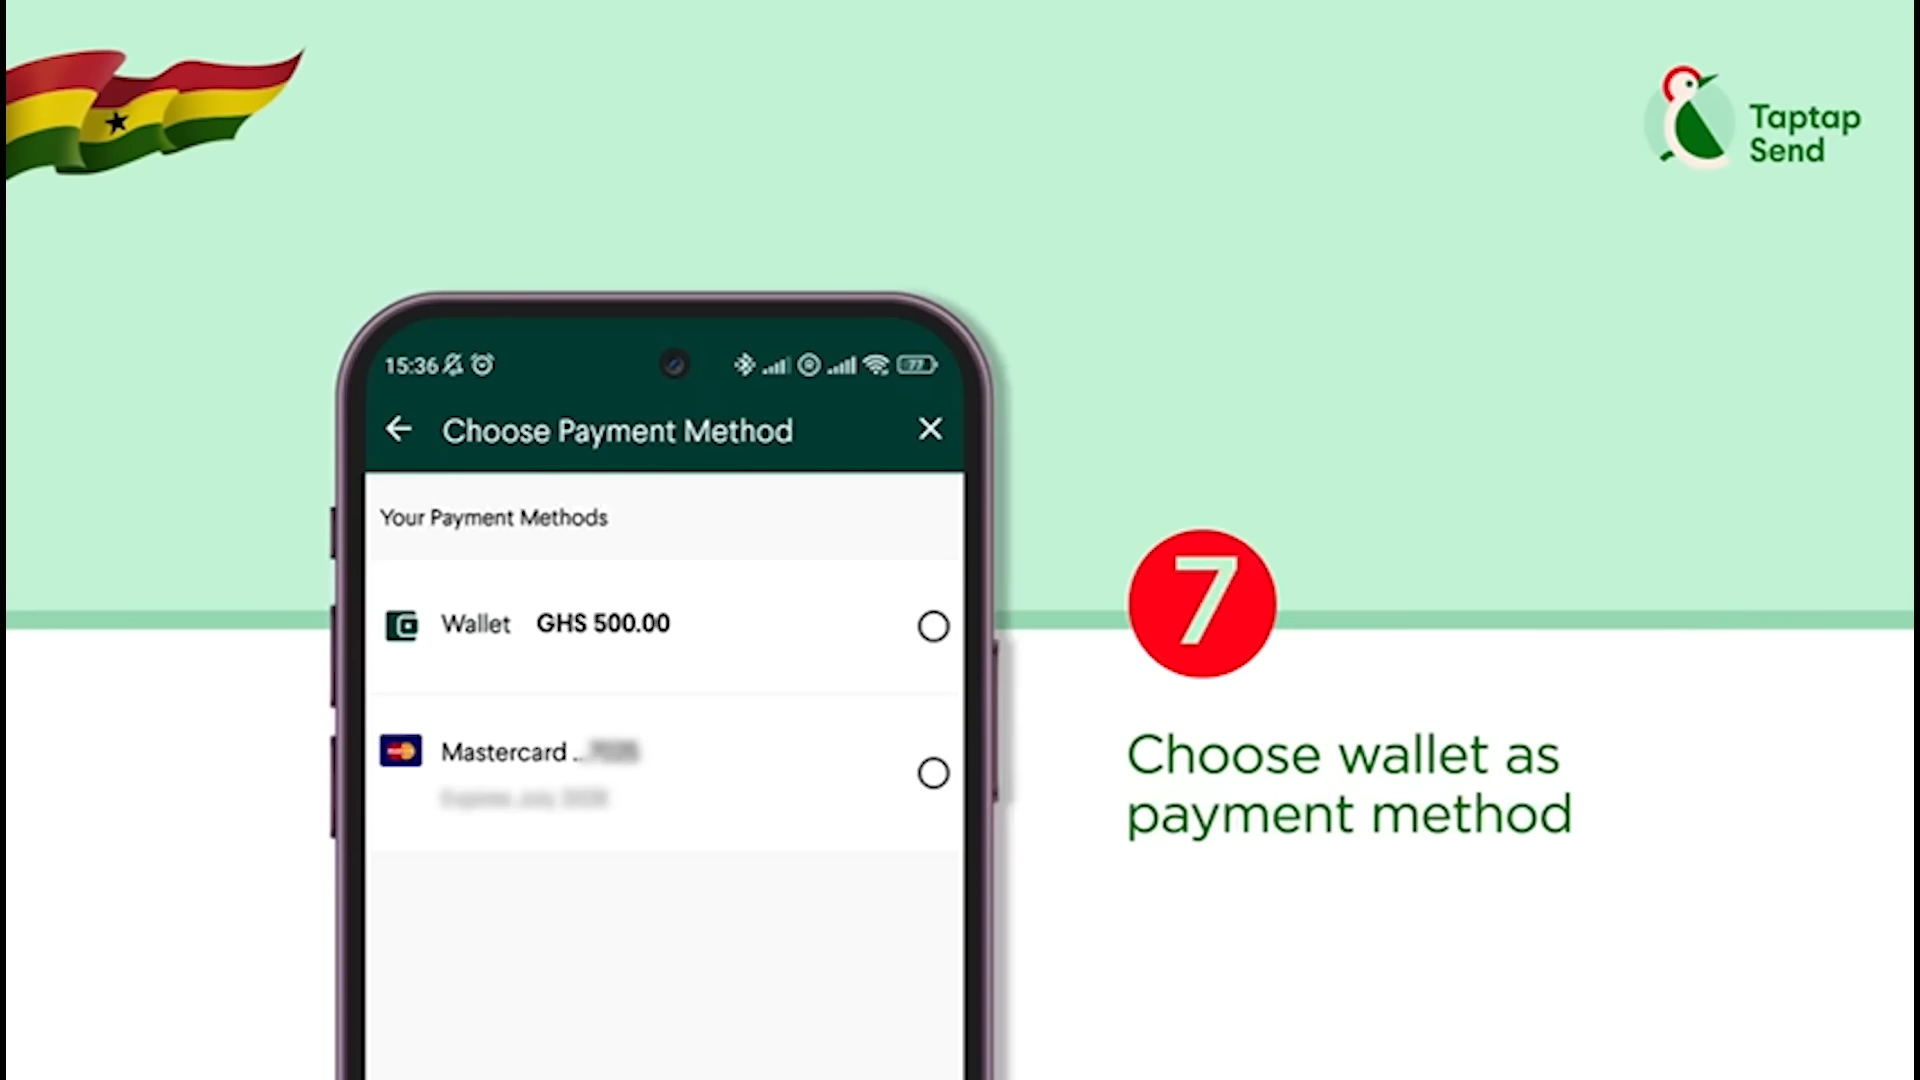 Taptap
Send
15:36
77
Choose Payment Method
Your Payment Methods
Wallet GHS 500.00
Mastercard ..
7
Choose wallet as
payment method